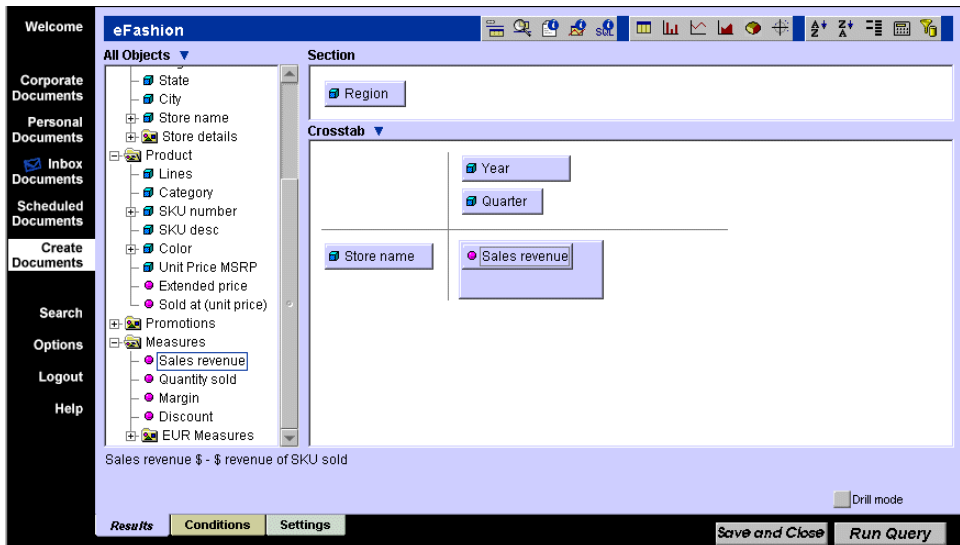 Welcome
Corporate
Documents
Personal
Documents
Inbox
Documents
Scheduled
Documents
Create
Documents
Search
Options
Logout
Help
eFashion
SQL
A
Z
Z
A
All Objects
State
City
Store name
Store details
Product
Lines
Category
SKU number
SKU desc
Color
Unit Price MSRP
Extended price
Sold at (unit price)
Promotions
Measures
Sales revenue
Quantity sold
Margin
Discount
EUR Measures
Section
Region
Crosstab
Year
Quarter
Store name
Sales revenue
Sales revenue $ - $ revenue of SKU sold
Drill mode
Results Conditions Settings
Save and Close Run Query